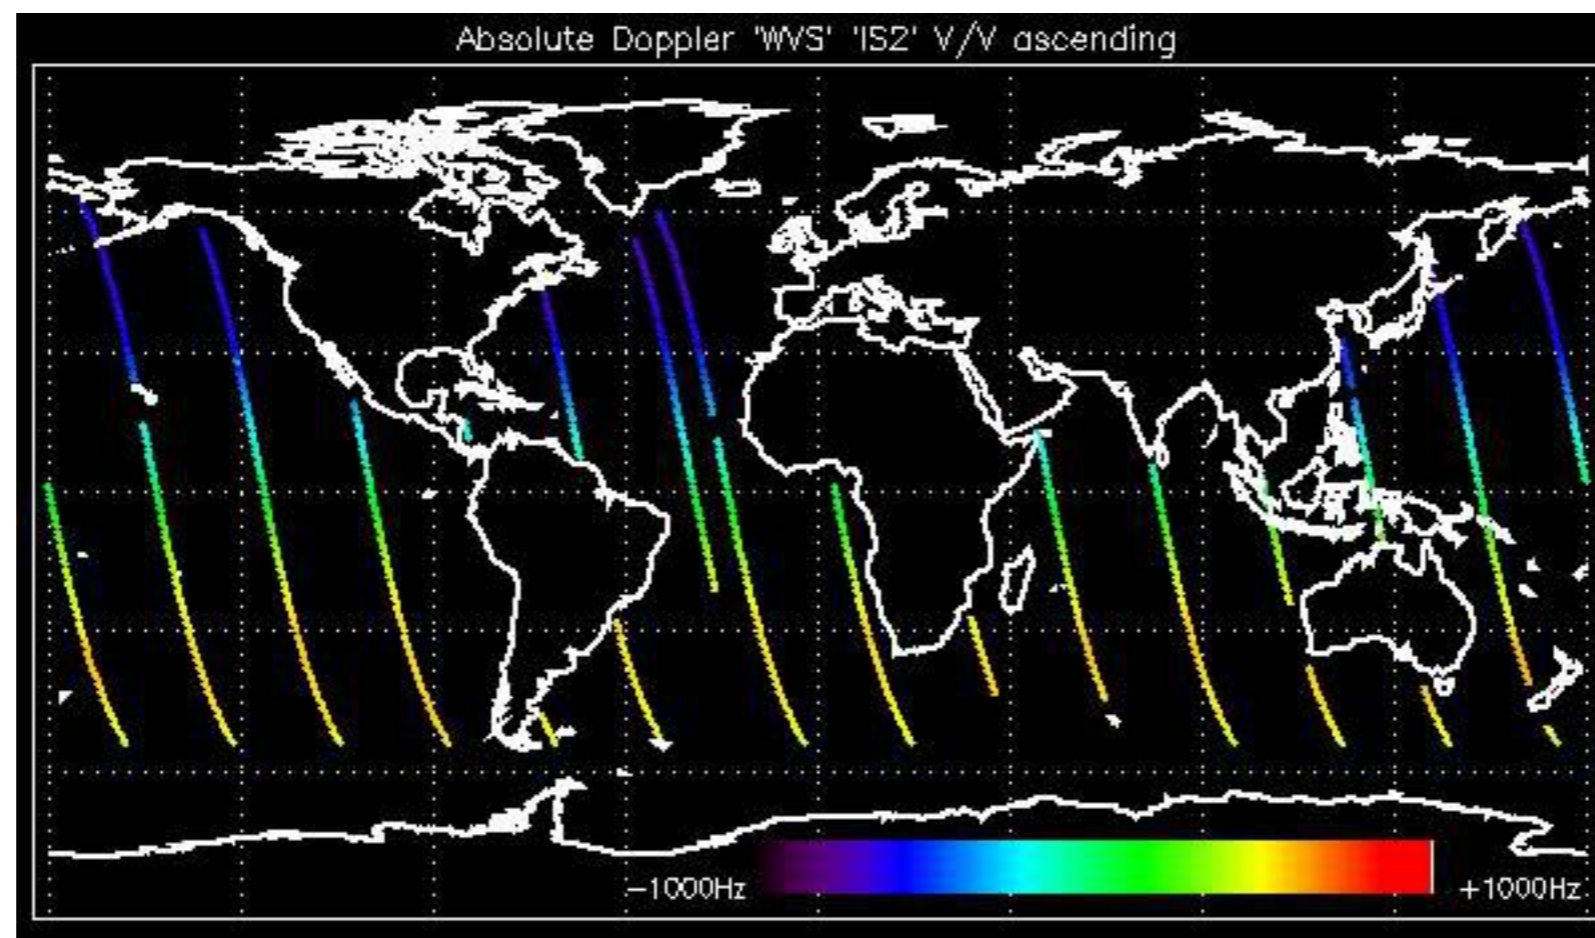 Absolute Doppler 'WVS' 'IS2' V/V ascending
−1000Hz
+1000Hz